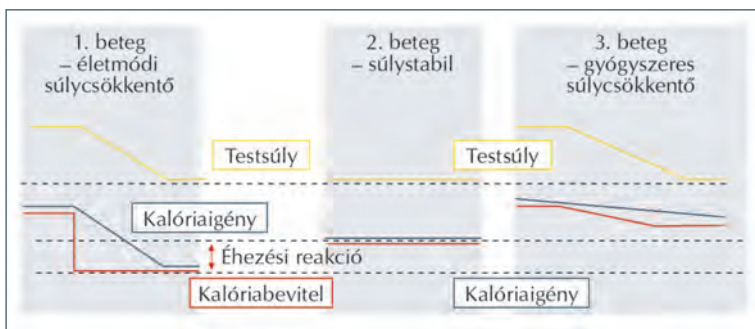 1. beteg
– életmódi
súlycsökkentő
2. beteg
– súlystabil
3. beteg
– gyógyszeres
súlycsökkentő
Testsúly
Testsúly
Kalóriaigény
Éhezési reakció
Kalóriabevitel
Kalóriaigény